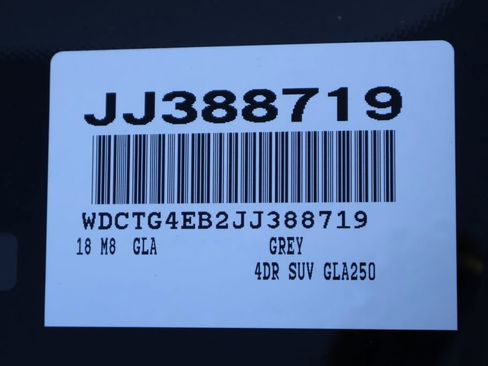 JJ388719
WDCTG4EB2JJ388719
18 M8 GLA GREY
4DR SUV GLA250